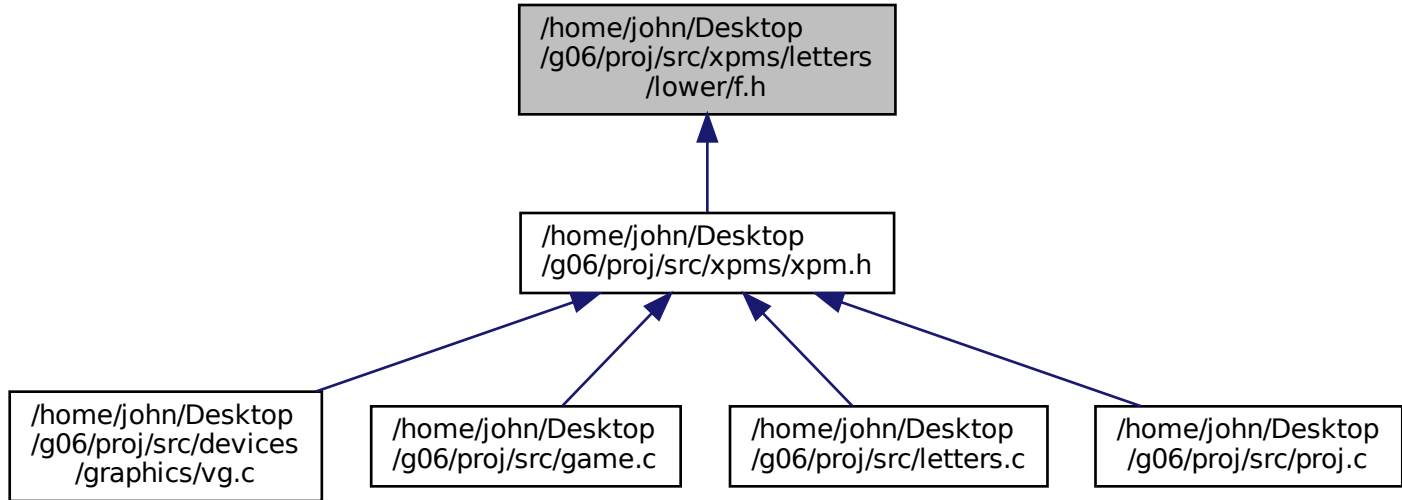 /home/john/Desktop
/g06/proj/src/xpms/letters
/lower/f.h
/home/john/Desktop
/g06/proj/src/xpms/xpm.h
/home/john/Desktop
/g06/proj/src/devices
/graphics/vg.c
/home/john/Desktop
/g06/proj/src/game.c
/home/john/Desktop
/g06/proj/src/letters.c
/home/john/Desktop
/g06/proj/src/proj.c